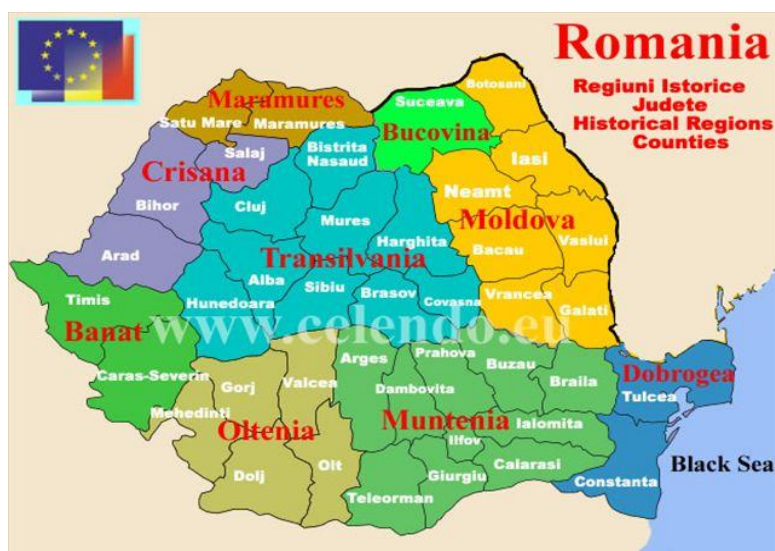 Romania
Regiuni Istorice
Judete
Historical Regions
Counties
Maramures
Satu Mare
Maramures
Suceava
Bucovina
Botosani
Salaj
Bistrita
Nasaud
Iasi
Crisana
Bihor
Cluj
Neamt
Mures
Moldova
Harghita
Vaslui
Arad
Transilvania
Bacau
Alba
Timis
Hunedoara
Sibiu
Brasov
Covasna
Vrancea
Galati
Banat
www.celendo.eu
Caras-Severin
Arges
Prahova
Buzau
Braila
Dobrogea
Tulcea
Gorj
Valcea
Dambovita
Mehedinti
Oltenia
Muntenia
Ialomita
Ilfov
Dolj
Olt
Giurgiu
Calarasi
Teleorman
Constanta
Black Sea